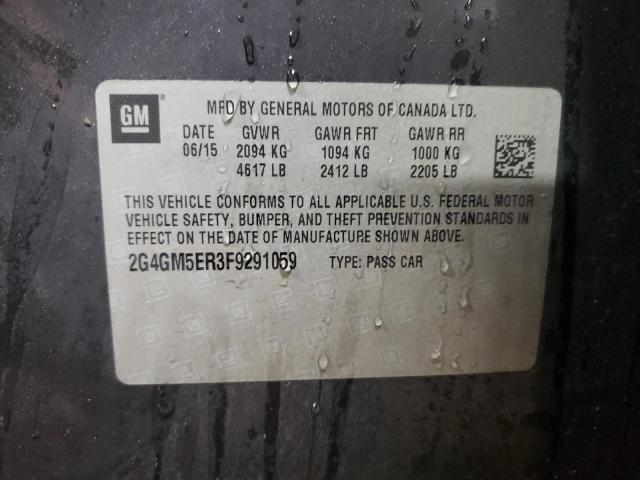 GM
MFD BY GENERAL MOTORS OF CANADA LTD.
DATE GVWR GAWR FRT GAWR RR
06/15 2094 KG 1094 KG 1000 KG
4617 LB 2412 LB 2205 LB
THIS VEHICLE CONFORMS TO ALL APPLICABLE U.S. FEDERAL MOTOR
VEHICLE SAFETY, BUMPER, AND THEFT PREVENTION STANDARDS IN
EFFECT ON THE DATE OF MANUFACTURE SHOWN ABOVE.
2G4GM5ER3F9291059 TYPE: PASS CAR